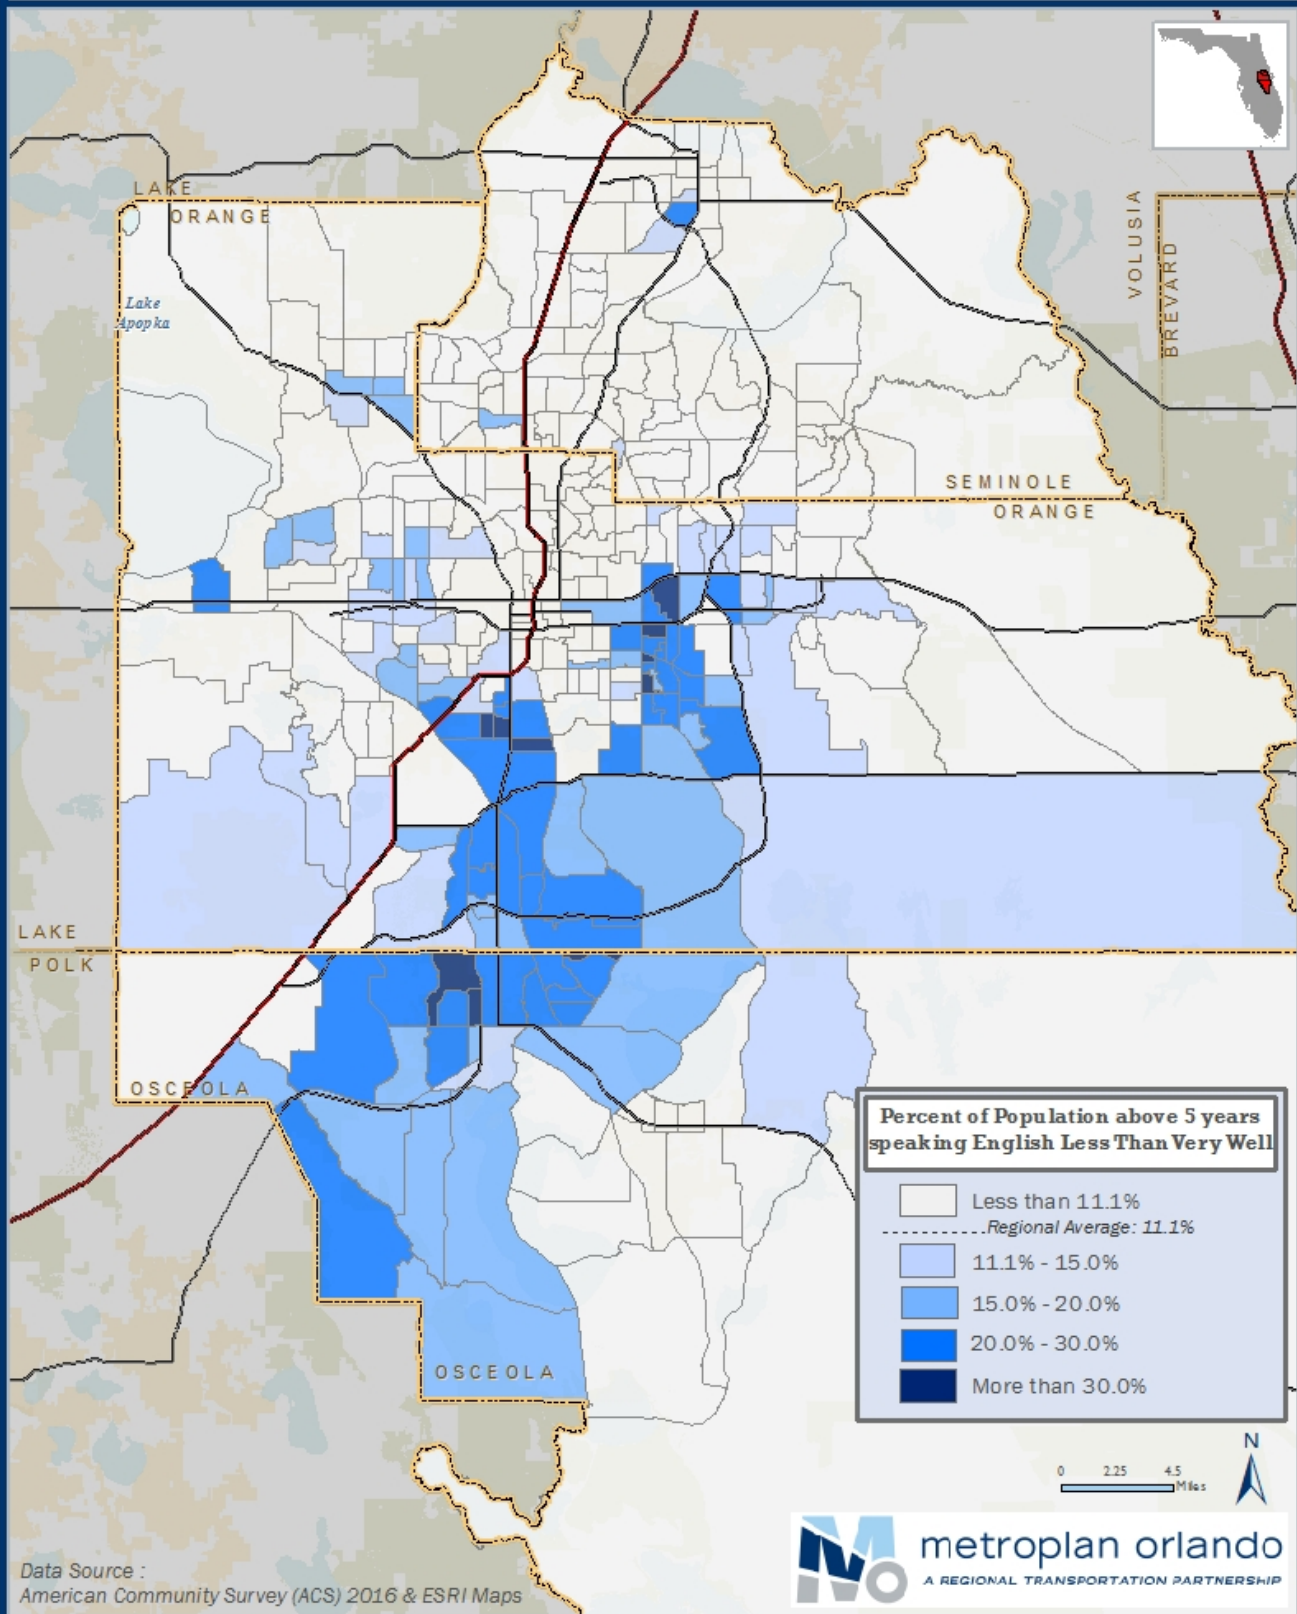 LAKE
ORANGE
VOLUSIA
BREVARD
Lake
Apopka
SEMINOLE
ORANGE
LAKE
POLK
OSCEOLA
Percent of Population above 5 years
speaking English Less Than Very Well
Less than 11.1%
Regional Average: 11.1%
11.1% - 15.0%
15.0% - 20.0%
20.0% - 30.0%
More than 30.0%
OSCEOLA
N
0 2.25 4.5
Miles
metroplan orlando
A REGIONAL TRANSPORTATION PARTNERSHIP
Data Source :
American Community Survey (ACS) 2016 & ESRI Maps